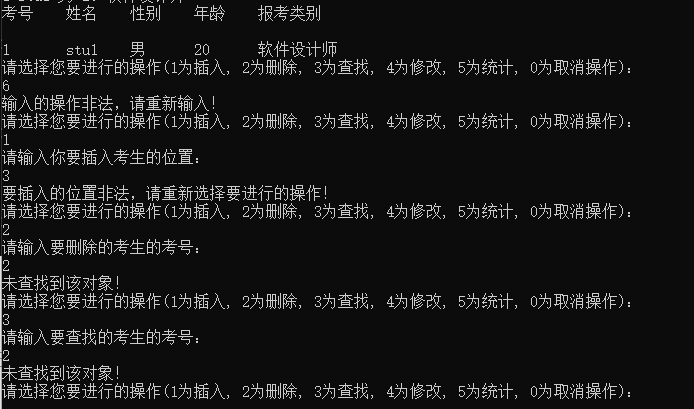 考号 姓名 性别 年龄 报考类别
1 stu1 男 20 软件设计师
请选择您要进行的操作(1为插入, 2为删除, 3为查找, 4为修改, 5为统计, 0为取消操作):
6
输入的操作非法, 请重新输入!
请选择您要进行的操作(1为插入, 2为删除, 3为查找, 4为修改, 5为统计, 0为取消操作):
1
请输入你要插入考生的位置:
3
要插入的位置非法, 请重新选择要进行的操作!
请选择您要进行的操作(1为插入, 2为删除, 3为查找, 4为修改, 5为统计, 0为取消操作):
2
请输入要删除的考生的考号:
2
未查找到该对象!
请选择您要进行的操作(1为插入, 2为删除, 3为查找, 4为修改, 5为统计, 0为取消操作):
3
请输入要查找的考生的考号:
2
未查找到该对象!
请选择您要进行的操作(1为插入, 2为删除, 3为查找, 4为修改, 5为统计, 0为取消操作):